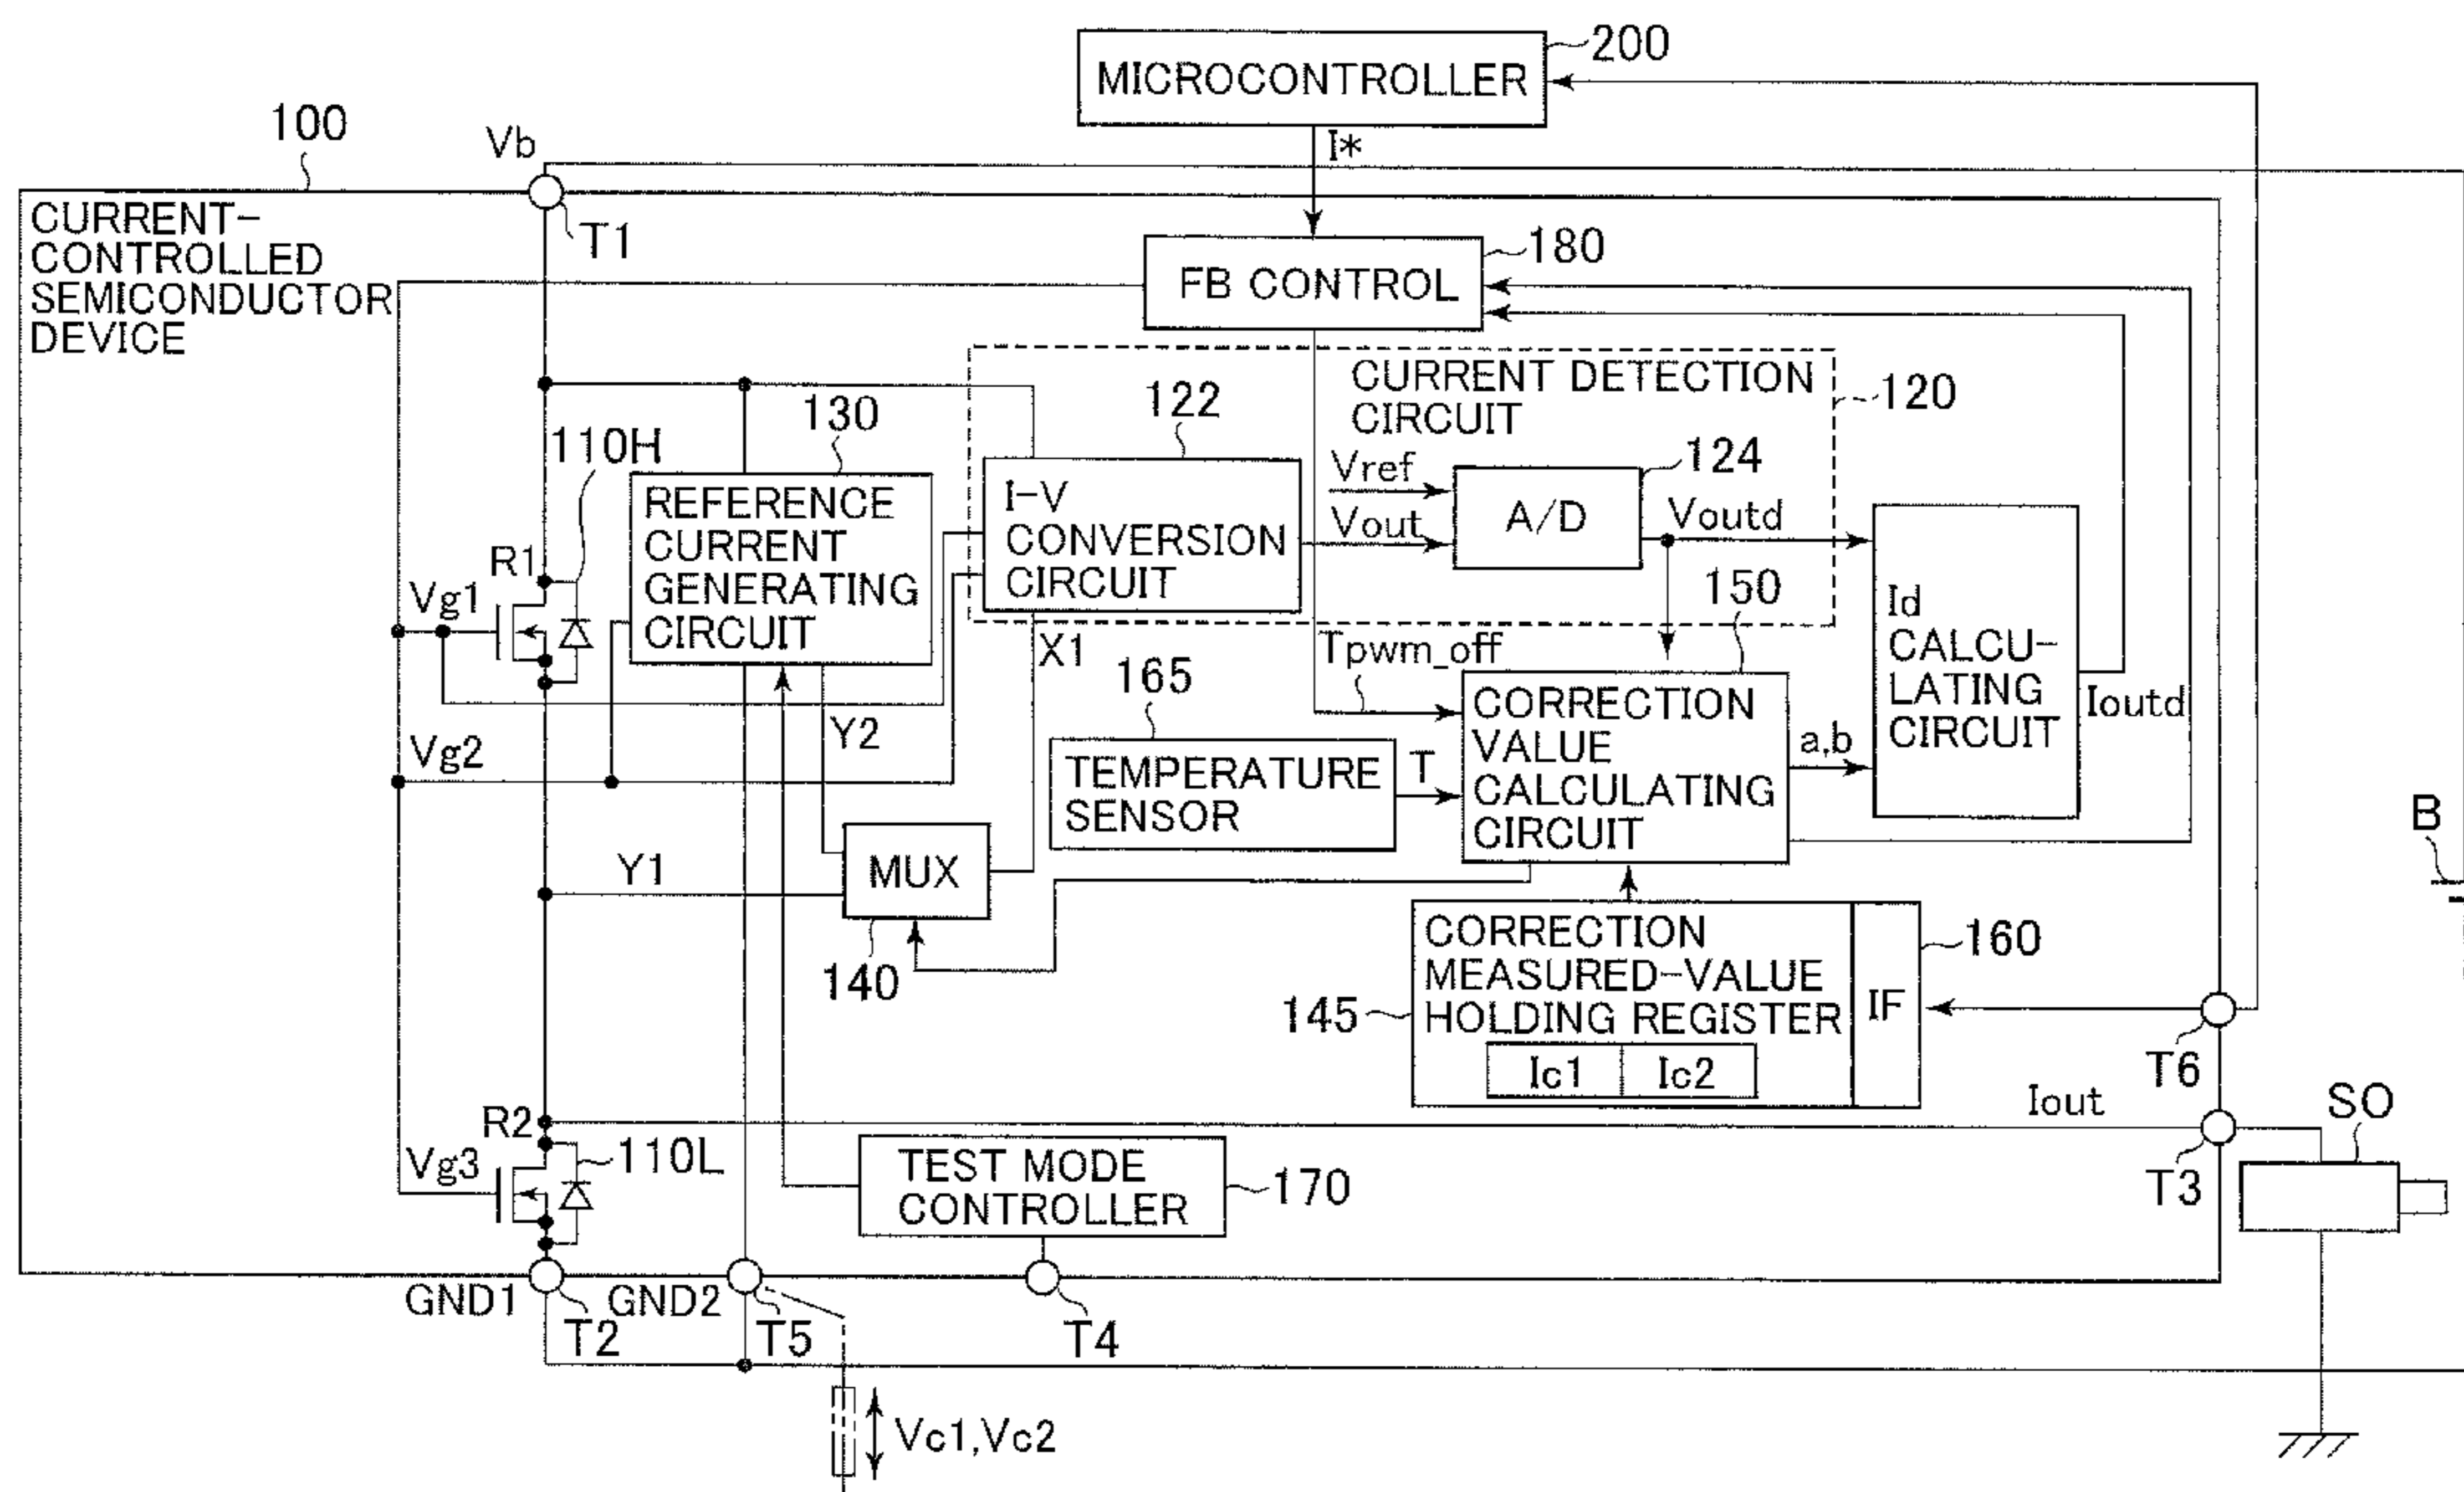 MICROCONTROLLER
200
I*
100
Vb
T1
CURRENT-
CONTROLLED
SEMICONDUCTOR
DEVICE
FB CONTROL
180
CURRENT DETECTION
CIRCUIT
120
130
122
124
110H
REFERENCE
CURRENT
GENERATING
CIRCUIT
I-V
CONVERSION
CIRCUIT
Vref
Vout
A/D
Voutd
R1
Vg1
X1
Tpwm_off
150
Id
CALCU-
LATING
CIRCUIT
Ioutd
165
CORRECTION
VALUE
CALCULATING
CIRCUIT
a,b
Y2
Vg2
TEMPERATURE
SENSOR
T
B
Y1
MUX
140
CORRECTION
MEASURED-VALUE
HOLDING REGISTER
IF
160
145
Ic1
Ic2
T6
R2
Iout
SO
Vg3
110L
TEST MODE
CONTROLLER
170
T3
GND1
T2
GND2
T5
T4
Vc1,Vc2